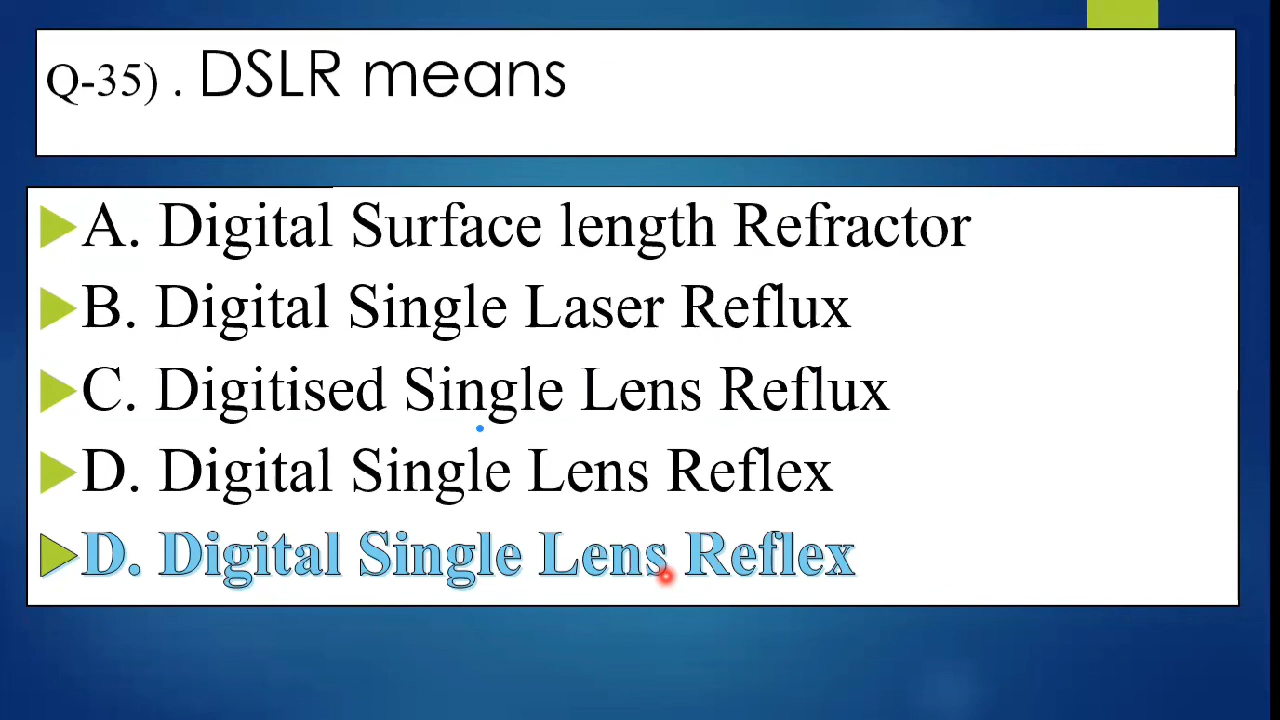 Q-35) . DSLR means
A. Digital Surface length Refractor
B. Digital Single Laser Reflux
C. Digitised Single Lens Reflux
D. Digital Single Lens Reflex
D. Digital Single Lens Reflex